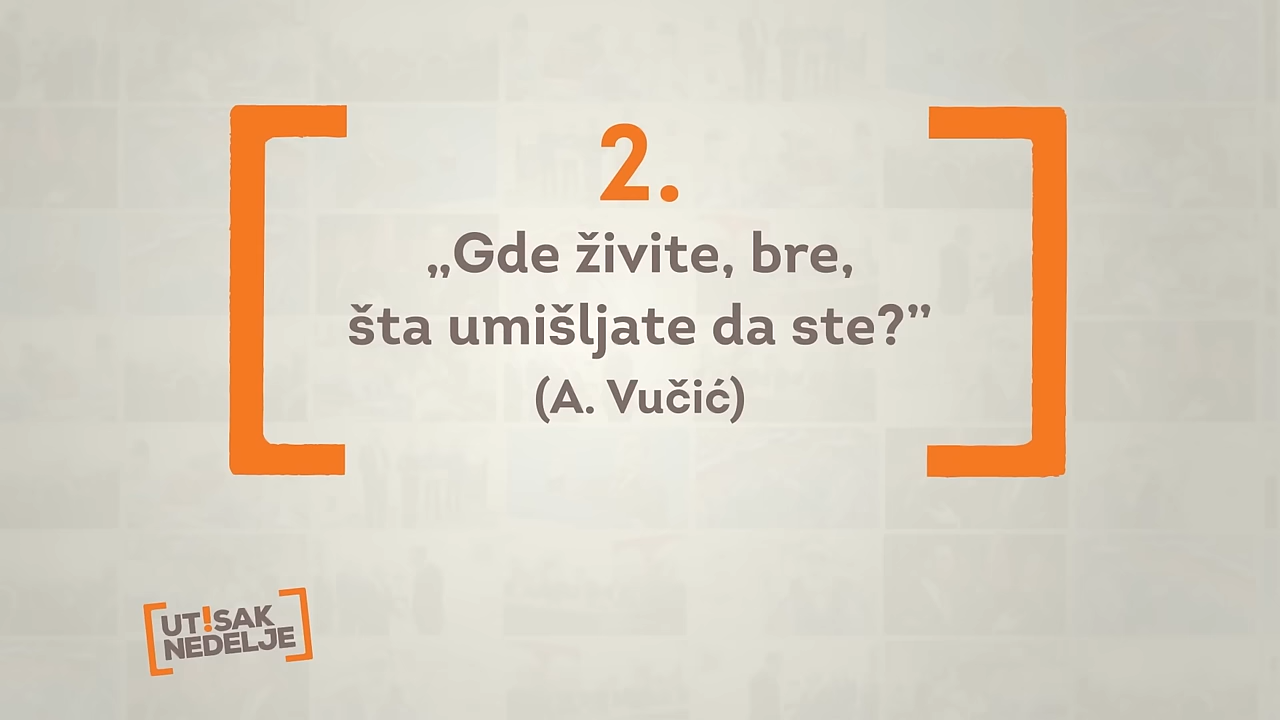 2.
„Gde živite, bre,
šta umišljate da ste?”
(A. Vučić)
UT!SAK
NEDELJE